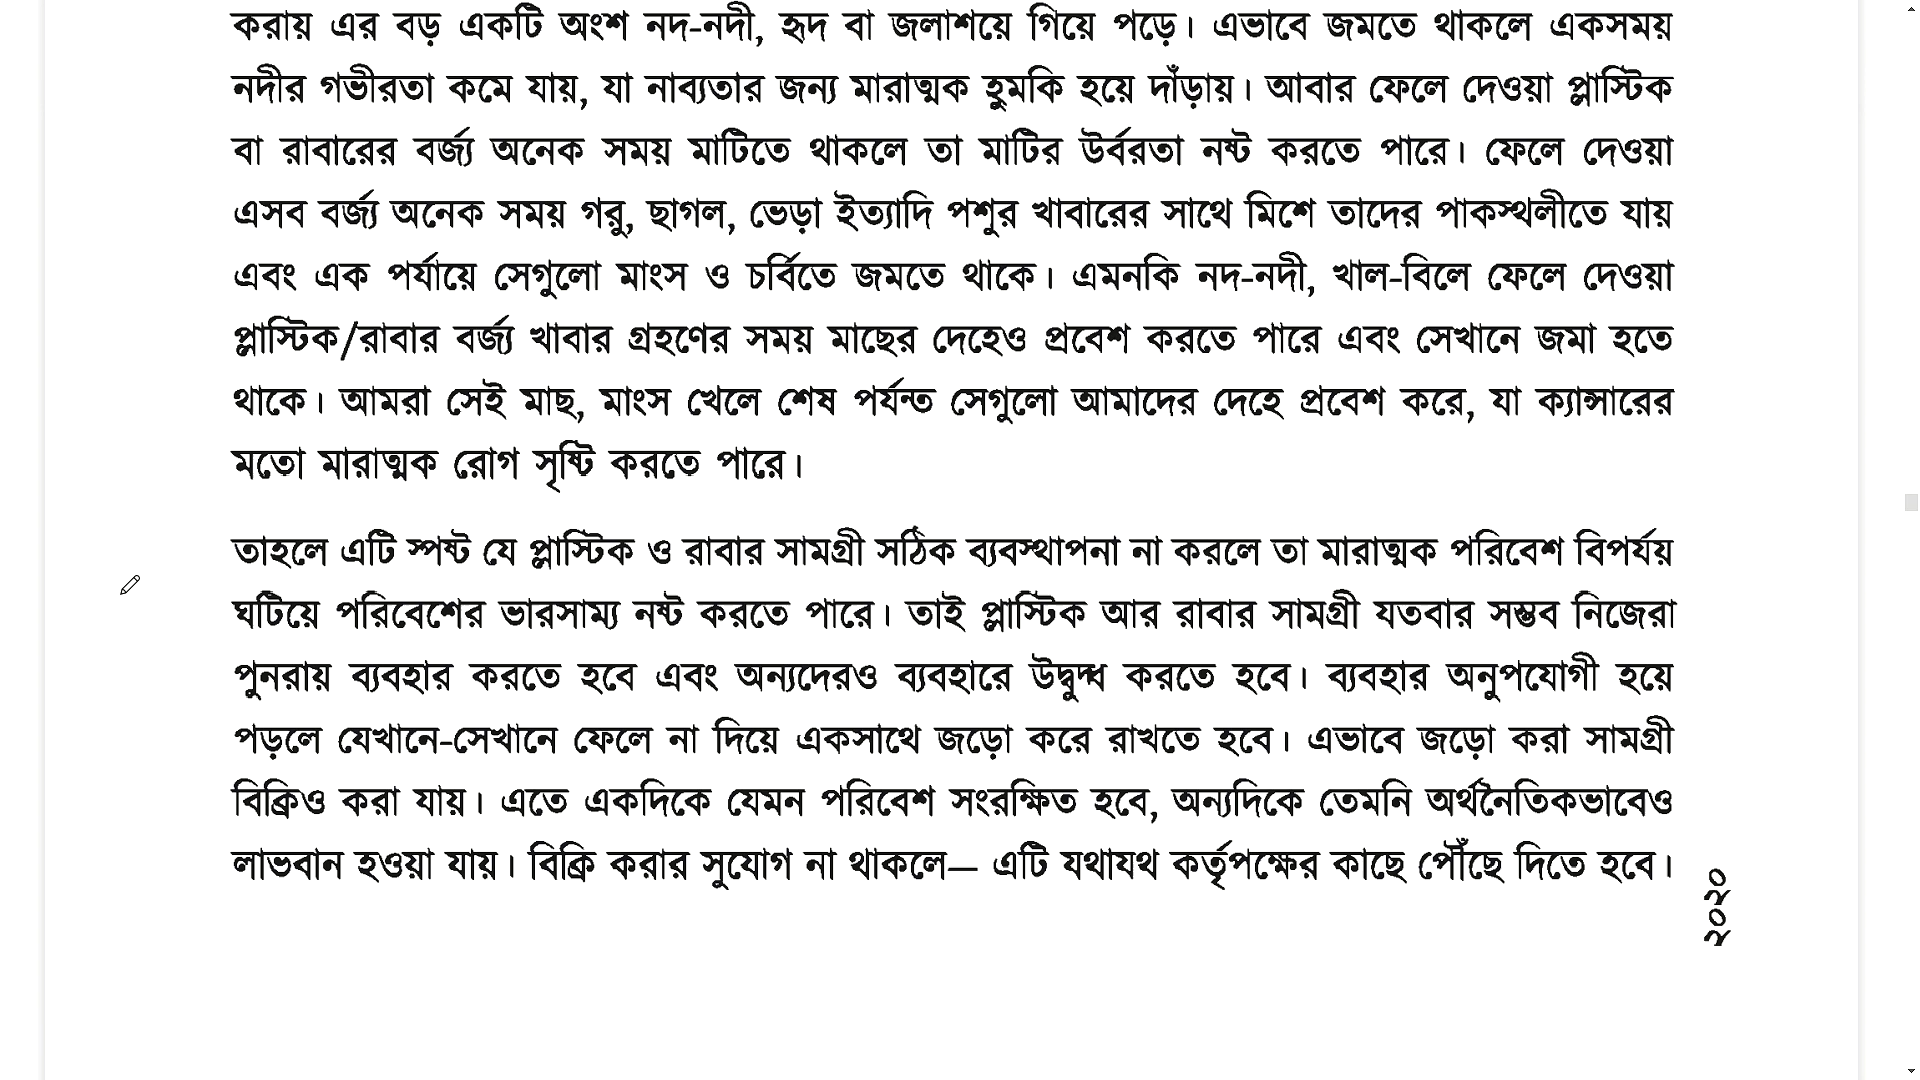 করায় এর বড় একটি অংশ নদ-নদী, হৃদ বা জলাশয়ে গিয়ে পড়ে। এভাবে জমতে থাকলে একসময়
নদীর গভীরতা কমে যায়, যা নাব্যতার জন্য মারাত্মক হুমকি হয়ে দাঁড়ায়। আবার ফেলে দেওয়া প্লাস্টিক
বা রাবারের বর্জ্য অনেক সময় মাটিতে থাকলে তা মাটির উর্বরতা নষ্ট করতে পারে। ফেলে দেওয়া
এসব বর্জ্য অনেক সময় গরু, ছাগল, ভেড়া ইত্যাদি পশুর খাবারের সাথে মিশে তাদের পাকস্থলীতে যায়
এবং এক পর্যায়ে সেগুলো মাংস ও চর্বিতে জমতে থাকে। এমনকি নদ-নদী, খাল-বিলে ফেলে দেওয়া
প্লাস্টিক/রাবার বর্জ্য খাবার গ্রহণের সময় মাছের দেহেও প্রবেশ করতে পারে এবং সেখানে জমা হতে
থাকে। আমরা সেই মাছ, মাংস খেলে শেষ পর্যন্ত সেগুলো আমাদের দেহে প্রবেশ করে, যা ক্যান্সারের
মতো মারাত্মক রোগ সৃষ্টি করতে পারে।
তাহলে এটি স্পষ্ট যে প্লাস্টিক ও রাবার সামগ্রী সঠিক ব্যবস্থাপনা না করলে তা মারাত্মক পরিবেশ বিপর্যয়
ঘটিয়ে পরিবেশের ভারসাম্য নষ্ট করতে পারে। তাই প্লাস্টিক আর রাবার সামগ্রী যতবার সম্ভব নিজেরা
পুনরায় ব্যবহার করতে হবে এবং অন্যদেরও ব্যবহারে উদ্বুদ্ধ করতে হবে। ব্যবহার অনুপযোগী হয়ে
পড়লে যেখানে-সেখানে ফেলে না দিয়ে একসাথে জড়ো করে রাখতে হবে। এভাবে জড়ো করা সামগ্রী
বিক্রিও করা যায়। এতে একদিকে যেমন পরিবেশ সংরক্ষিত হবে, অন্যদিকে তেমনি অর্থনৈতিকভাবেও
লাভবান হওয়া যায়। বিক্রি করার সুযোগ না থাকলে— এটি যথাযথ কর্তৃপক্ষের কাছে পৌঁছে দিতে হবে।
২০২০